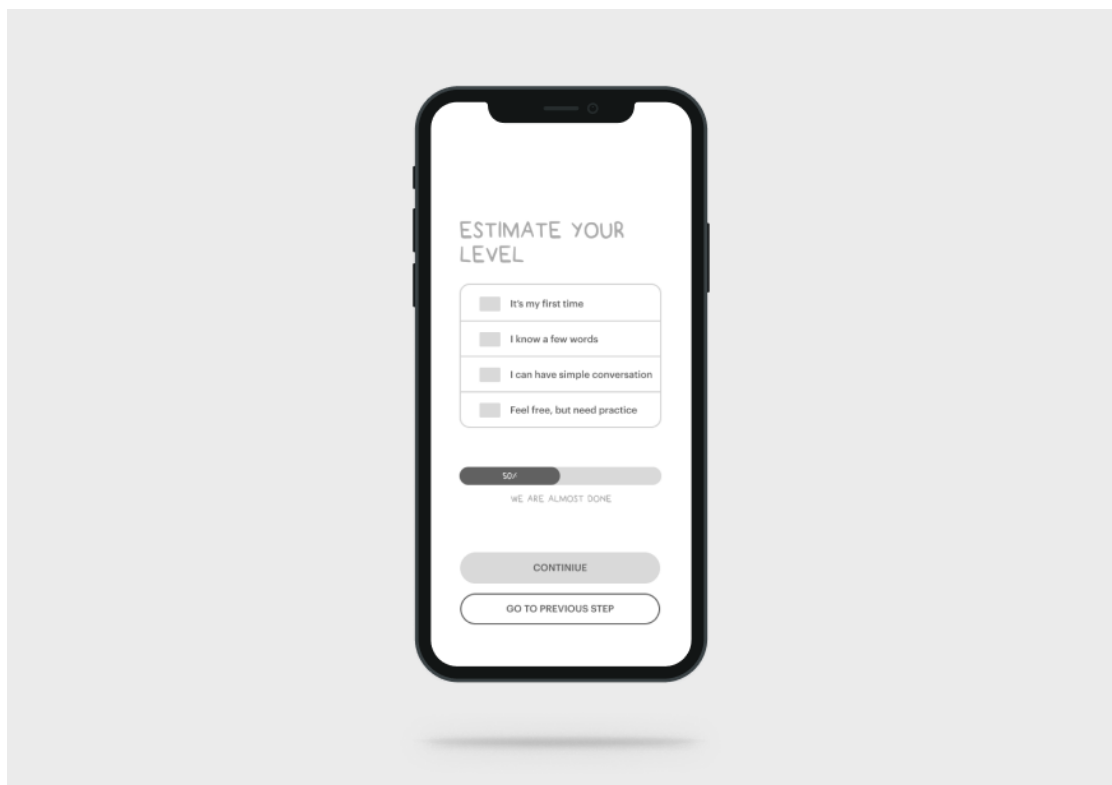 ESTIMATE YOUR
LEVEL
It's my first time
I know a few words
I can have simple conversation
Feel free, but need practice
50%
WE ARE ALMOST DONE
CONTINIUE
GO TO PREVIOUS STEP